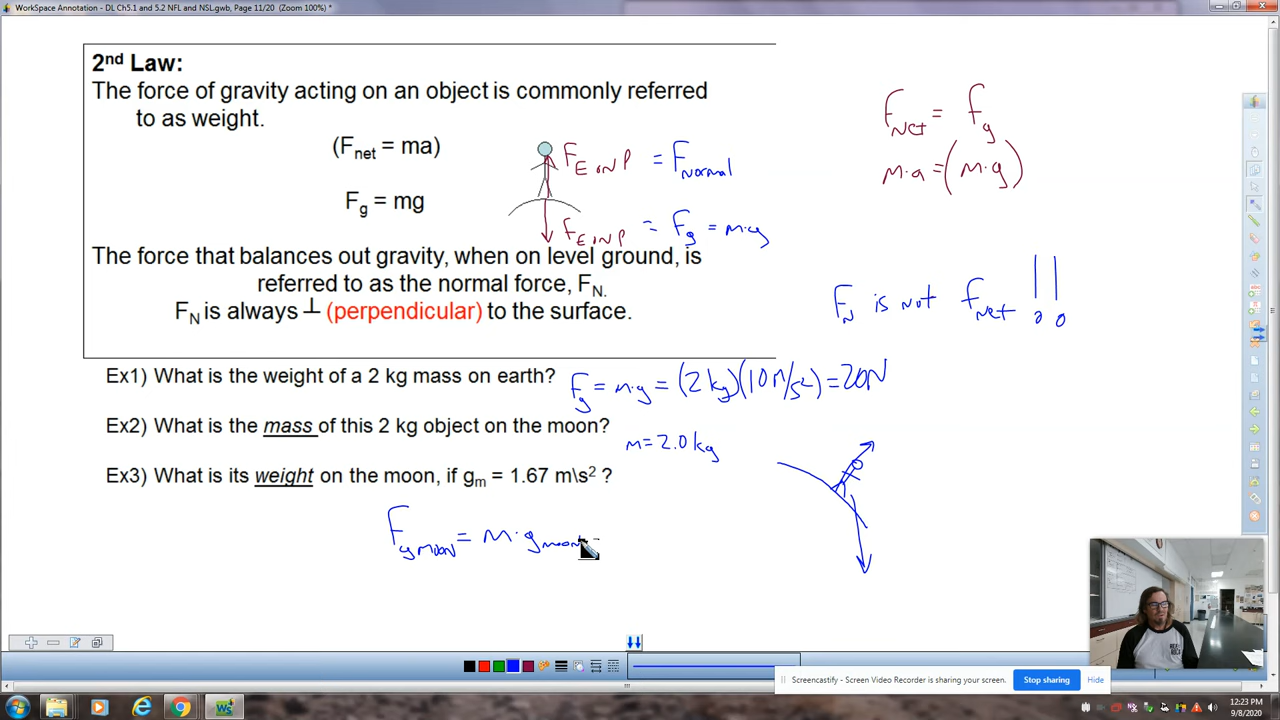 WorkSpace Annotation - DL Ch5.1 and 5.2 NFL and NSL.gwb, Page 11/20 (Zoom 100%) *
2nd Law:
The force of gravity acting on an object is commonly referred
to as weight.
(Fnet = ma)
Fg = mg
FE on P = FNormal
FE on P = Fg = m·g
The force that balances out gravity, when on level ground, is
referred to as the normal force, FN.
FN is always ⊥ (perpendicular) to the surface.
FNet = fg
m·a = (m·g)
FN is not fNet !!
Ex1) What is the weight of a 2 kg mass on earth? Fg = m·g = (2 kg)(10 m/s²) = 20N
Ex2) What is the mass of this 2 kg object on the moon? m = 2.0 kg
Ex3) What is its weight on the moon, if gm = 1.67 m\s² ?
Fg moon = m·g moon
Screencastify - Screen Video Recorder is sharing your screen.
Stop sharing
Hide
12:23 PM
9/8/2020